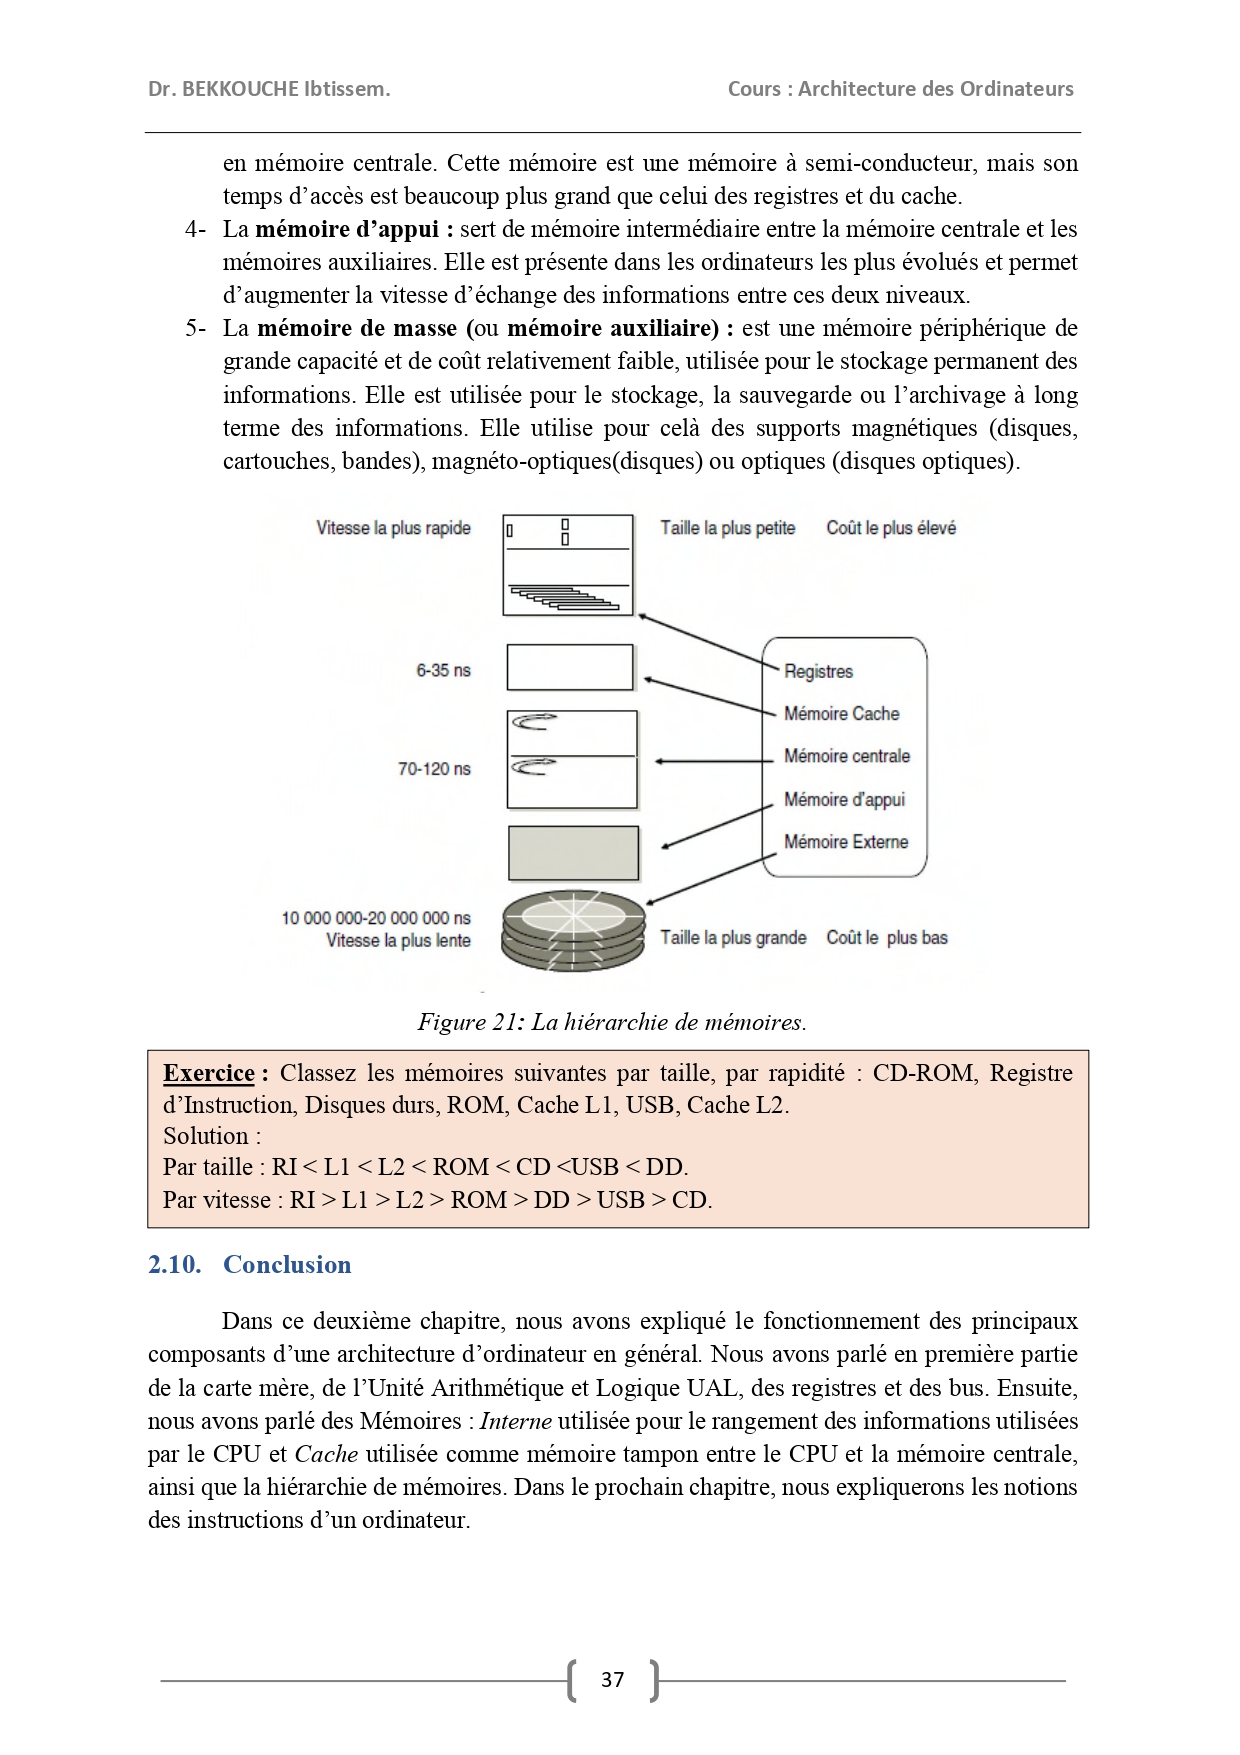 Dr. BEKKOUCHE Ibtissem. Cours : Architecture des Ordinateurs
en mémoire centrale. Cette mémoire est une mémoire à semi-conducteur, mais son
temps d’accès est beaucoup plus grand que celui des registres et du cache.
4- La mémoire d’appui : sert de mémoire intermédiaire entre la mémoire centrale et les
mémoires auxiliaires. Elle est présente dans les ordinateurs les plus évolués et permet
d’augmenter la vitesse d’échange des informations entre ces deux niveaux.
5- La mémoire de masse (ou mémoire auxiliaire) : est une mémoire périphérique de
grande capacité et de coût relativement faible, utilisée pour le stockage permanent des
informations. Elle est utilisée pour le stockage, la sauvegarde ou l’archivage à long
terme des informations. Elle utilise pour celà des supports magnétiques (disques,
cartouches, bandes), magnéto-optiques(disques) ou optiques (disques optiques).
Vitesse la plus rapide Taille la plus petite Coût le plus élevé
6-35 ns Registres
Mémoire Cache
Mémoire centrale
70-120 ns
Mémoire d’appui
Mémoire Externe
10 000 000-20 000 000 ns
Vitesse la plus lente Taille la plus grande Coût le plus bas
Figure 21: La hiérarchie de mémoires.
Exercice : Classez les mémoires suivantes par taille, par rapidité : CD-ROM, Registre
d’Instruction, Disques durs, ROM, Cache L1, USB, Cache L2.
Solution :
Par taille : RI < L1 < L2 < ROM < CD <USB < DD.
Par vitesse : RI > L1 > L2 > ROM > DD > USB > CD.
2.10. Conclusion
Dans ce deuxième chapitre, nous avons expliqué le fonctionnement des principaux
composants d’une architecture d’ordinateur en général. Nous avons parlé en première partie
de la carte mère, de l’Unité Arithmétique et Logique UAL, des registres et des bus. Ensuite,
nous avons parlé des Mémoires : Interne utilisée pour le rangement des informations utilisées
par le CPU et Cache utilisée comme mémoire tampon entre le CPU et la mémoire centrale,
ainsi que la hiérarchie de mémoires. Dans le prochain chapitre, nous expliquerons les notions
des instructions d’un ordinateur.
37